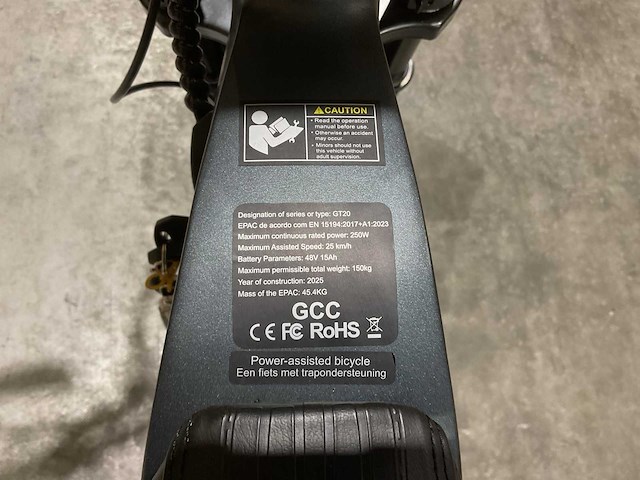 CAUTION
• Read the operation
manual before use.
• Otherwise an accident
may occur.
• Minors should not use
this vehicle without
adult supervision.
Designation of series or type: GT20
EPAC de acordo com EN 15194:2017+A1:2023
Maximum continuous rated power: 250W
Maximum Assisted Speed: 25 km/h
Battery Parameters: 48V 15Ah
Maximum permissible total weight: 150kg
Year of construction: 2025
Mass of the EPAC: 45.4KG
GCC
CE FC RoHS
Power-assisted bicycle
Een fiets met trapondersteuning